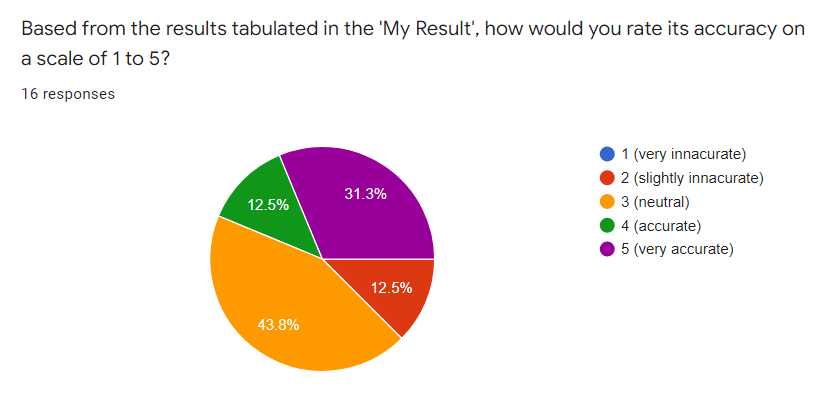 Based from the results tabulated in the 'My Result', how would you rate its accuracy on
a scale of 1 to 5?
16 responses
31.3%
12.5%
12.5%
43.8%
1 (very innacurate)
2 (slightly innacurate)
3 (neutral)
4 (accurate)
5 (very accurate)